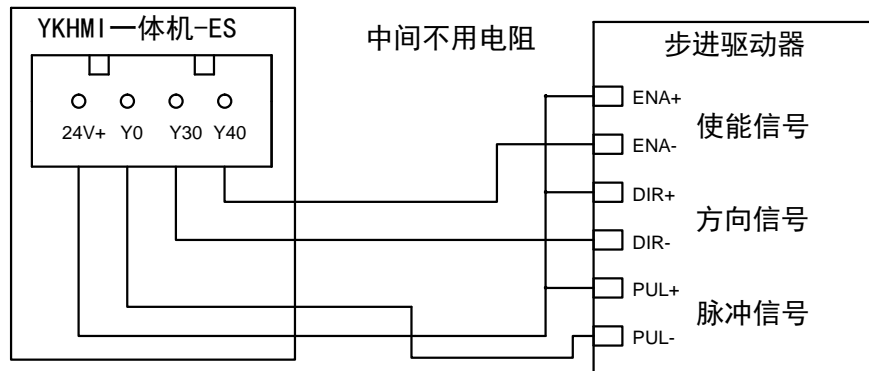 YKHMI一体机-ES
24V+ Y0 Y30 Y40
中间不用电阻
步进驱动器
ENA+
使能信号
ENA-
DIR+
方向信号
DIR-
PUL+
脉冲信号
PUL-